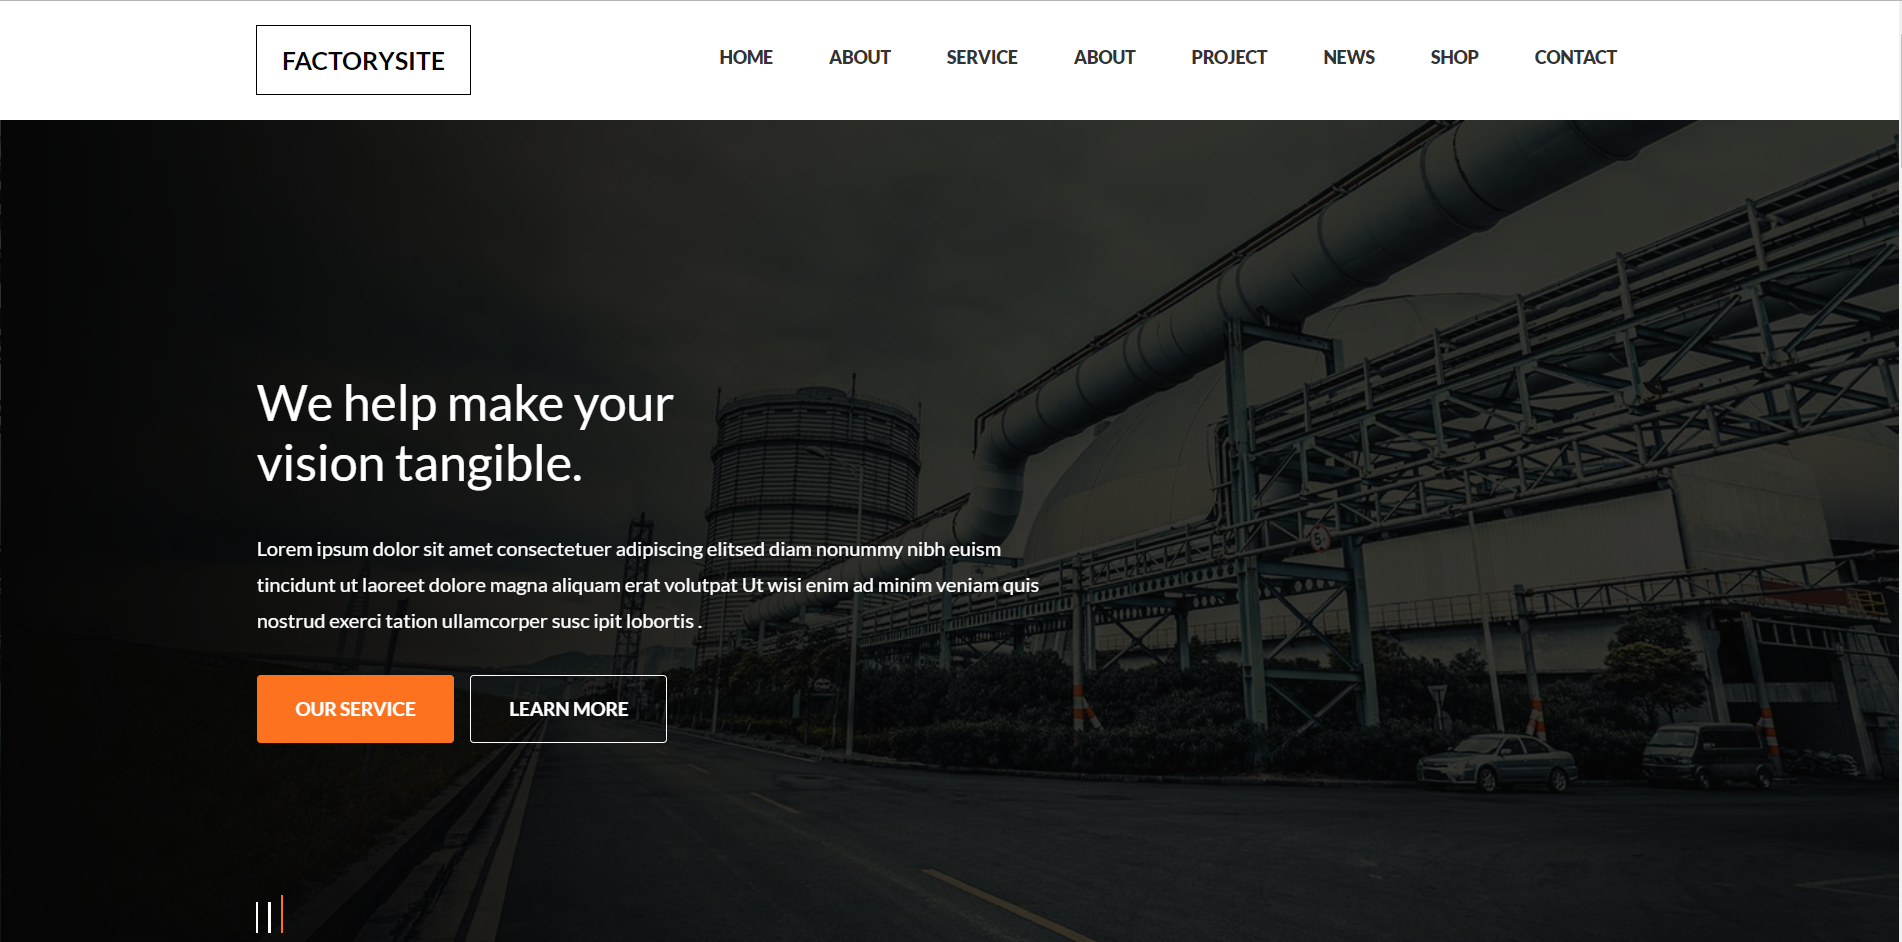 FACTORYSITE
HOME ABOUT SERVICE ABOUT PROJECT NEWS SHOP CONTACT
We help make your
vision tangible.
Lorem ipsum dolor sit amet consectetuer adipiscing elitsed diam nonummy nibh euism
tincidunt ut laoreet dolore magna aliquam erat volutpat Ut wisi enim ad minim veniam quis
nostrud exerci tation ullamcorper susc ipit lobortis .
OUR SERVICE LEARN MORE